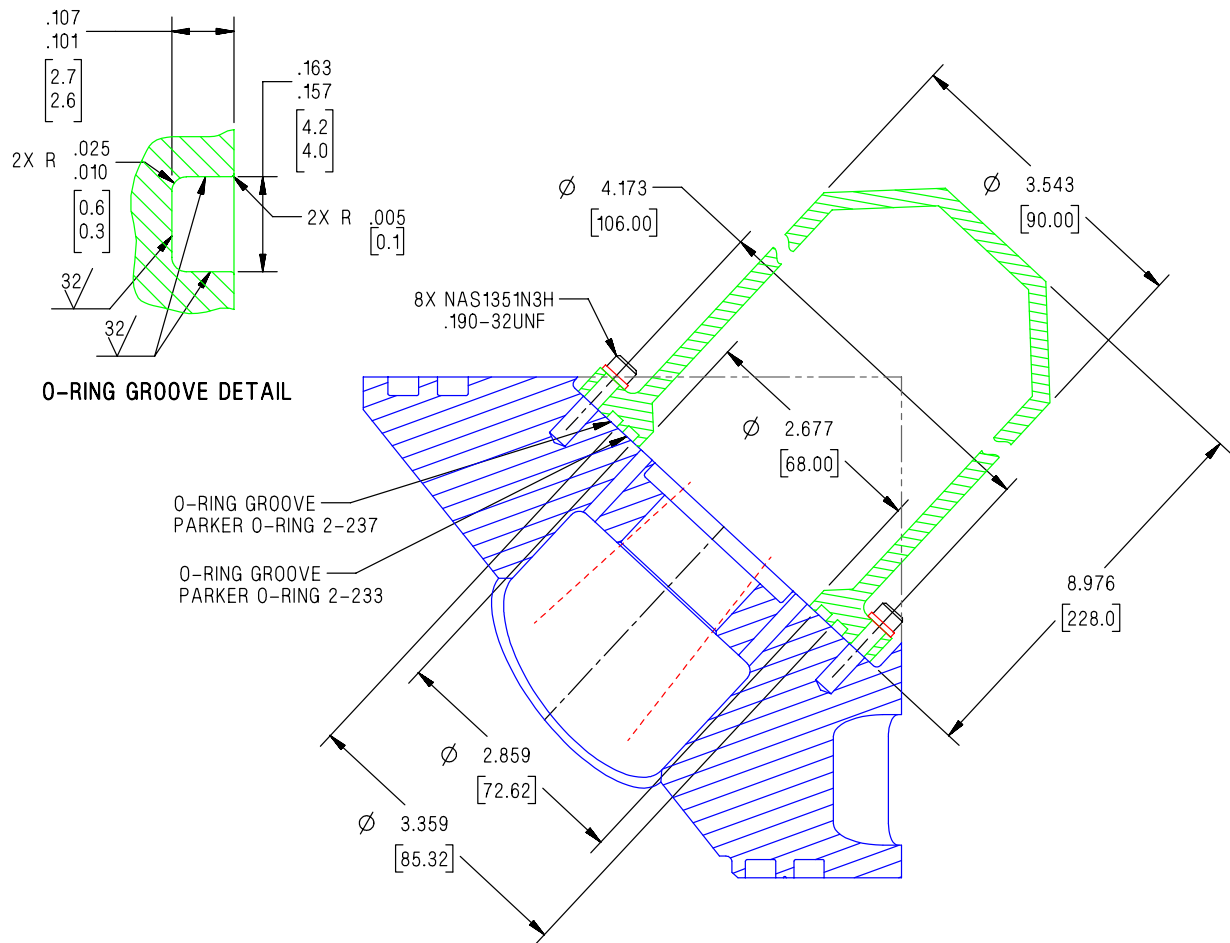 .107
.101
[2.7
2.6]
.163
.157
[4.2
4.0]
2X R .025
.010
[0.6
0.3]
2X R .005
[0.1]
32
32
O-RING GROOVE DETAIL
Ø 4.173
[106.00]
Ø 3.543
[90.00]
8X NAS1351N3H
.190-32UNF
Ø 2.677
[68.00]
O-RING GROOVE
PARKER O-RING 2-237
O-RING GROOVE
PARKER O-RING 2-233
8.976
[228.0]
Ø 2.859
[72.62]
Ø 3.359
[85.32]